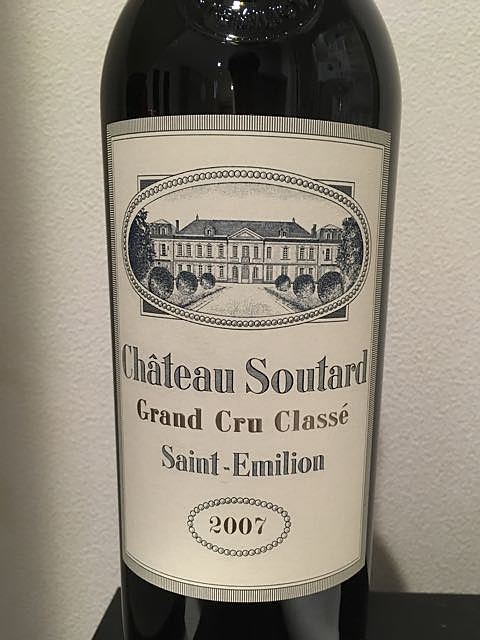 Château Soutard
Grand Cru Classé
Saint-Emilion
2007